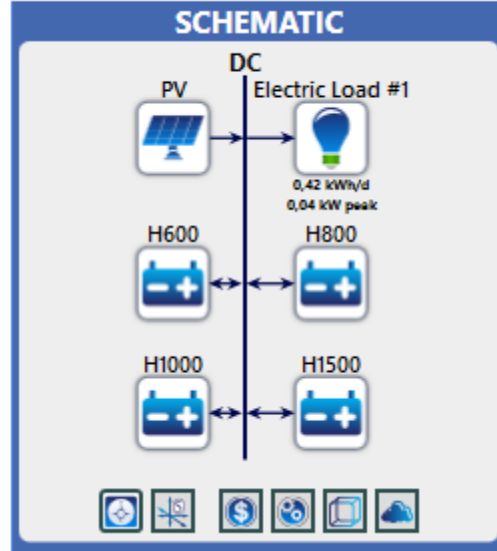 SCHEMATIC
DC
PV
Electric Load #1
0,42 kWh/d
0,04 kW peak
H600
H800
H1000
H1500